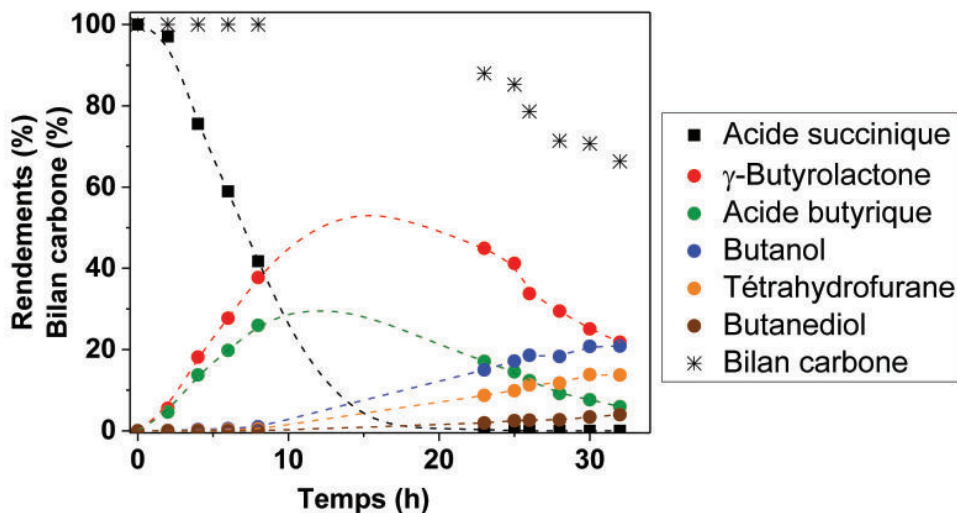 Rendements (%)
Bilan carbone (%)
100
80
60
40
20
0
0
10
20
30
Temps (h)
Acide succinique
γ-Butyrolactone
Acide butyrique
Butanol
Tétrahydrofurane
Butanediol
Bilan carbone